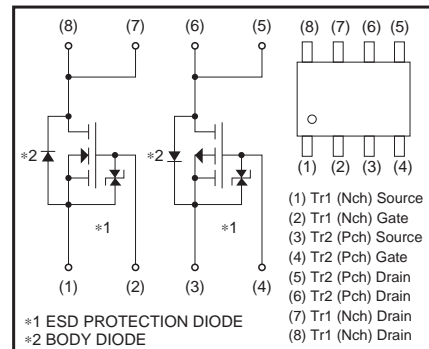 (8) (7) (6) (5)
(8) (7) (6) (5)
∗2 ∗2
∗1 ∗1
(1) (2) (3) (4)
(1) (2) (3) (4)
(1) Tr1 (Nch) Source
(2) Tr1 (Nch) Gate
(3) Tr2 (Pch) Source
(4) Tr2 (Pch) Gate
(5) Tr2 (Pch) Drain
(6) Tr2 (Pch) Drain
(7) Tr1 (Nch) Drain
(8) Tr1 (Nch) Drain
∗1 ESD PROTECTION DIODE
∗2 BODY DIODE